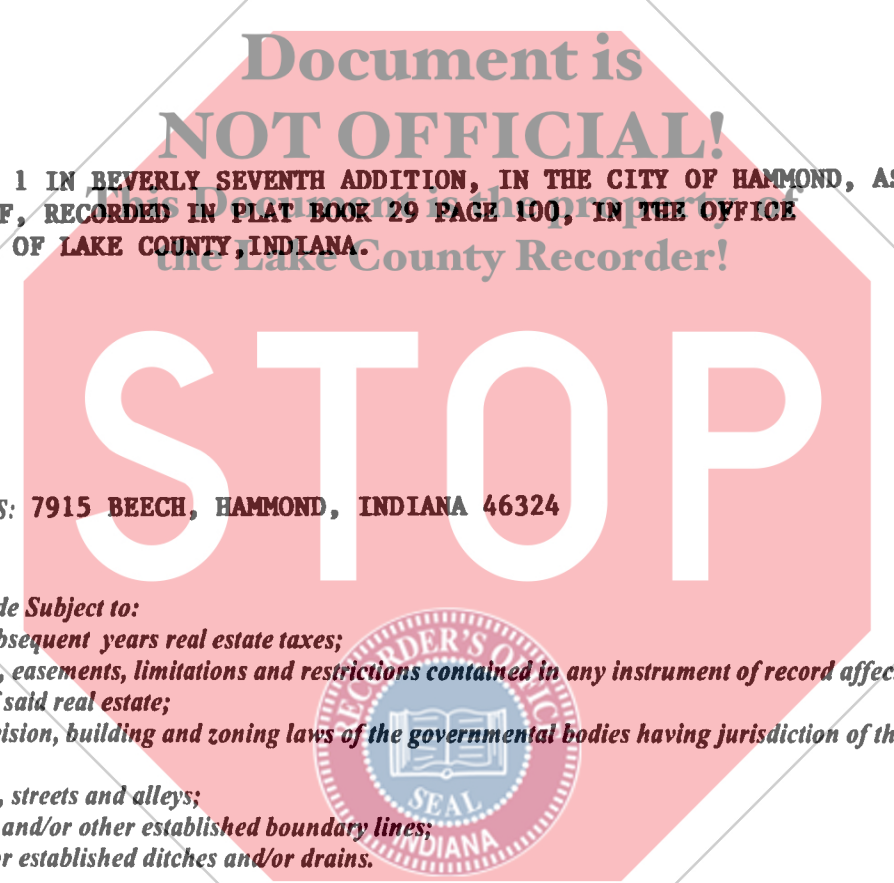 Document is
NOT OFFICIAL!
1 IN BEVERLY SEVENTH ADDITION, IN THE CITY OF HAMMOND, AS
This Document is the property of
F, RECORDED IN PLAT BOOK 29 PAGE 100, IN THE OFFICE
OF LAKE COUNTY, INDIANA.
the Lake County Recorder!
STOP
S: 7915 BEECH, HAMMOND, INDIANA 46324
de Subject to:
bsequent years real estate taxes;
, easements, limitations and restrictions contained in any instrument of record affec
f said real estate;
ision, building and zoning laws of the governmental bodies having jurisdiction of th
, streets and alleys;
and/or other established boundary lines;
or established ditches and/or drains.
RECORDER'S OFFICE
SEAL
INDIANA